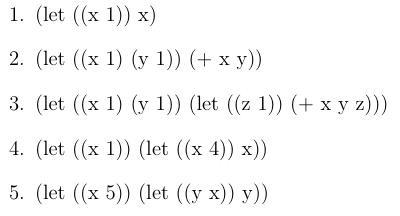 1. (let ((x 1)) x)
2. (let ((x 1) (y 1)) (+ x y))
3. (let ((x 1) (y 1)) (let ((z 1)) (+ x y z)))
4. (let ((x 1)) (let ((x 4)) x))
5. (let ((x 5)) (let ((y x)) y))